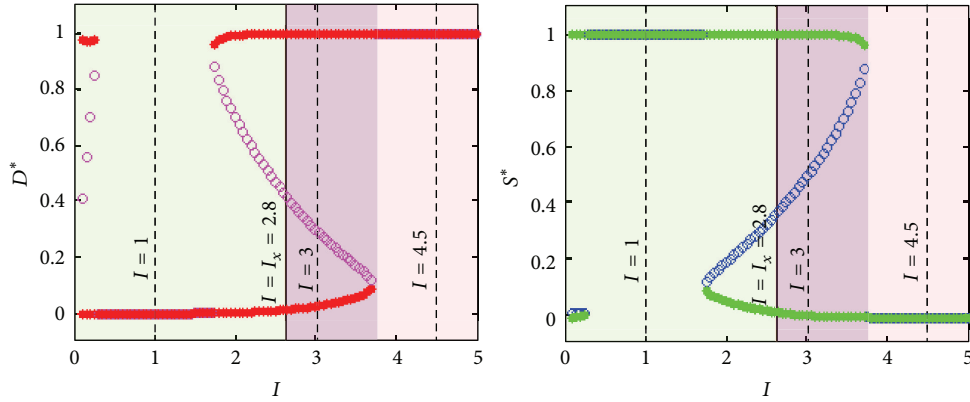 1
0.8
0.6
0.4
0.2
0
D*
I = 1
I = I_x = 2.8
I = 3
I = 4.5
0 1 2 3 4 5
I
1
0.8
0.6
0.4
0.2
0
S*
I = 1
I = I_x = 2.8
I = 3
I = 4.5
0 1 2 3 4 5
I